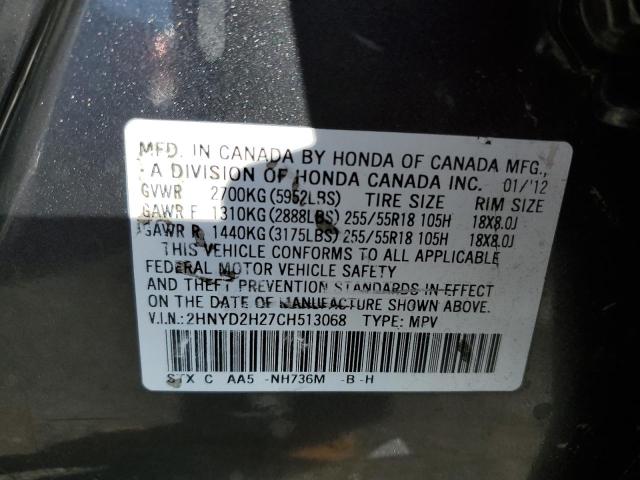 MFD. IN CANADA BY HONDA OF CANADA MFG.,
A DIVISION OF HONDA CANADA INC. 01/'12
GVWR 2700KG (5952LBS) TIRE SIZE RIM SIZE
GAWR F 1310KG (2888LBS) 255/55R18 105H 18X8.0J
GAWR R 1440KG (3175LBS) 255/55R18 105H 18X8.0J
THIS VEHICLE CONFORMS TO ALL APPLICABLE
FEDERAL MOTOR VEHICLE SAFETY
AND THEFT PREVENTION STANDARDS IN EFFECT
ON THE DATE OF MANUFACTURE SHOWN ABOVE.
V.I.N.:2HNYD2H27CH513068 TYPE: MPV
STX C AA5 -NH736M -B -H